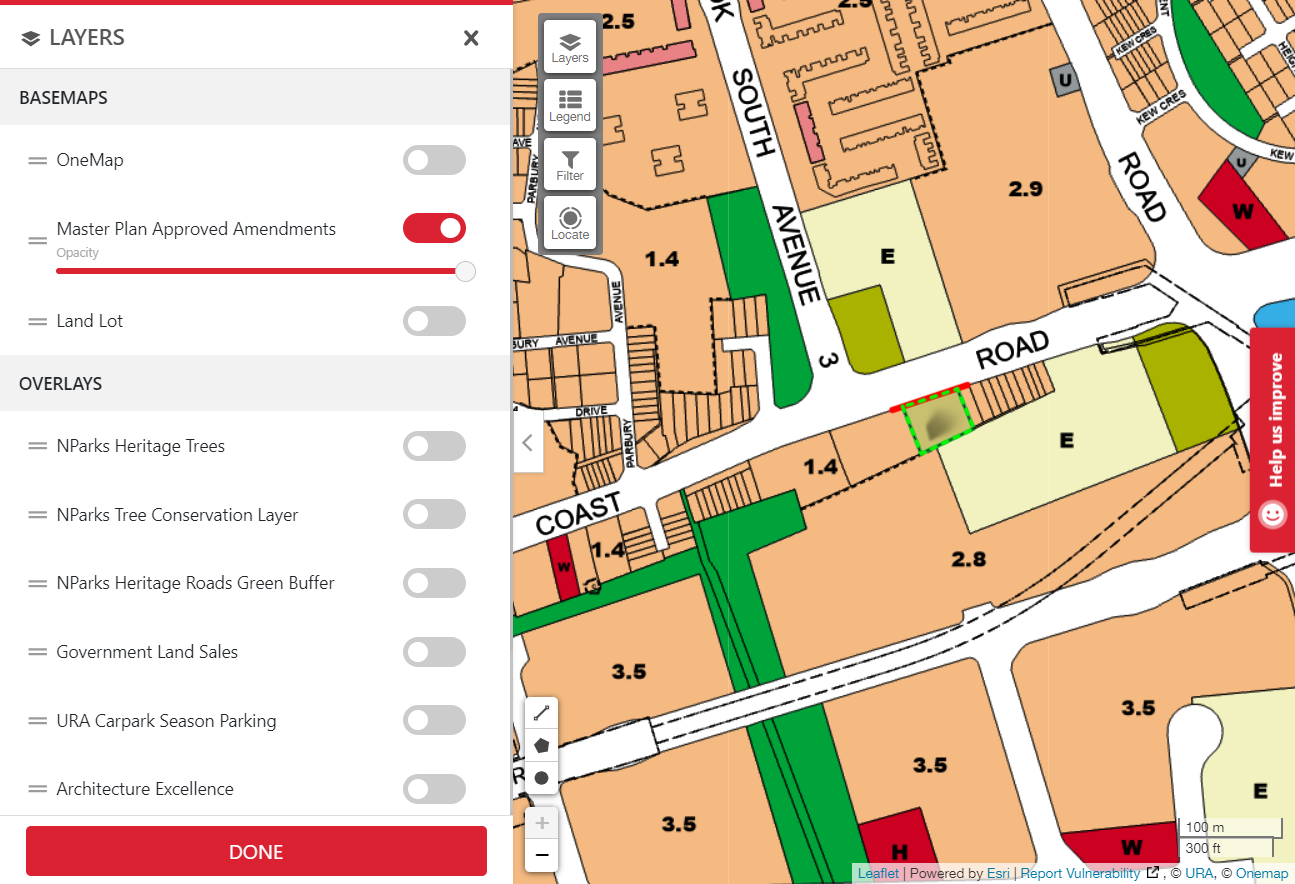 LAYERS
BASEMAPS
OneMap
Master Plan Approved Amendments
Opacity
Land Lot
OVERLAYS
NParks Heritage Trees
NParks Tree Conservation Layer
NParks Heritage Roads Green Buffer
Government Land Sales
URA Carpark Season Parking
Architecture Excellence
DONE
Layers
Legend
Filter
Locate
2.5
2.5
OK
SOUTH
AVENUE
3
U
KEW CRES
KEW CRES
KEW
U
W
ROAD
2.9
E
1.4
AVE
PARBURY
AVENUE
BURY AVENUE
DRIVE
PARBURY
ROAD
E
1.4
COAST
1.4
W
2.8
3.5
3.5
3.5
3.5
E
H
W
R
Help us improve
+
−
100 m
300 ft
Leaflet | Powered by Esri | Report Vulnerability , © URA, © Onemap